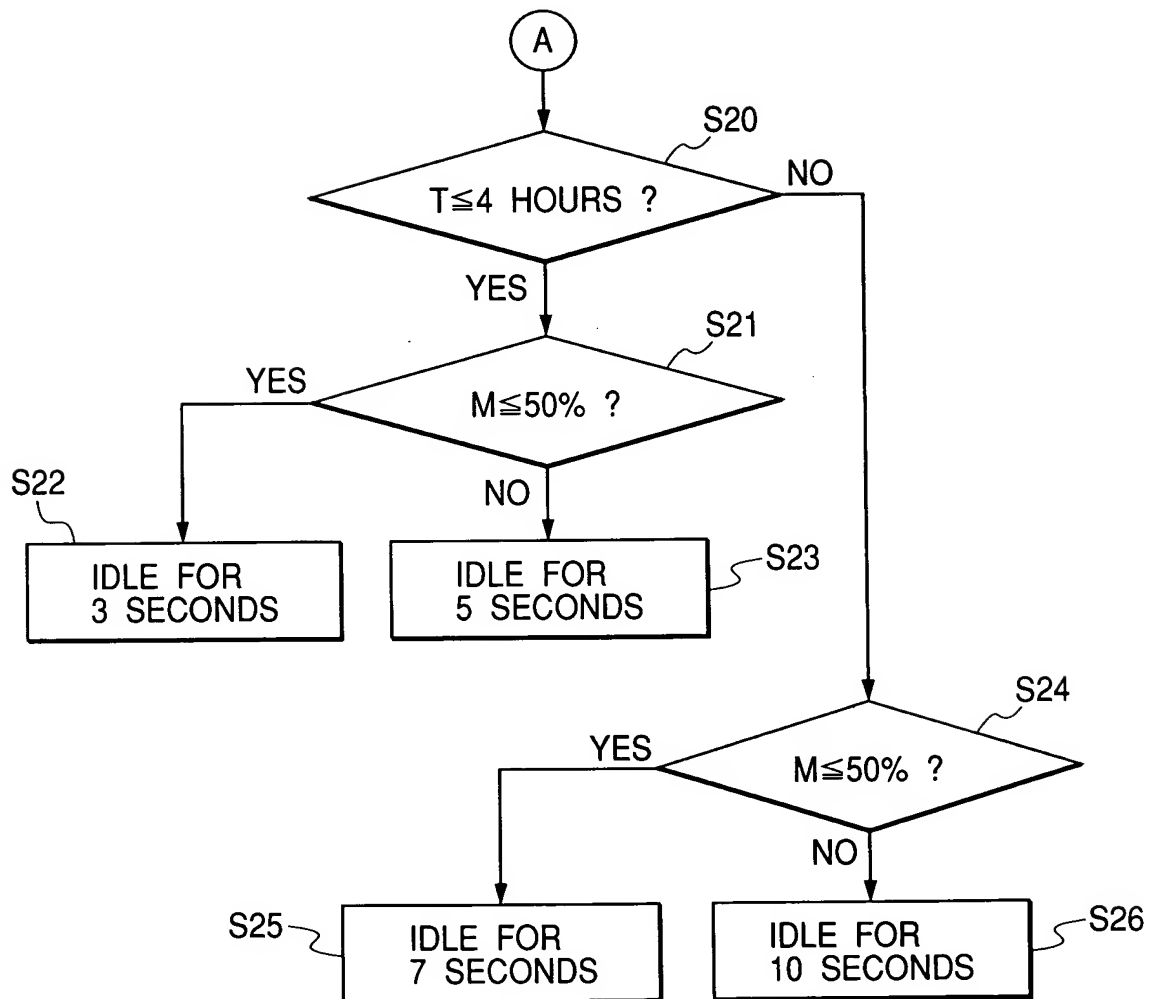 A
S20
T≦4 HOURS ?
NO
YES
S21
YES
M≦50% ?
S22
NO
IDLE FOR
3 SECONDS
IDLE FOR
5 SECONDS
S23
S24
YES
M≦50% ?
NO
S25
IDLE FOR
7 SECONDS
IDLE FOR
10 SECONDS
S26